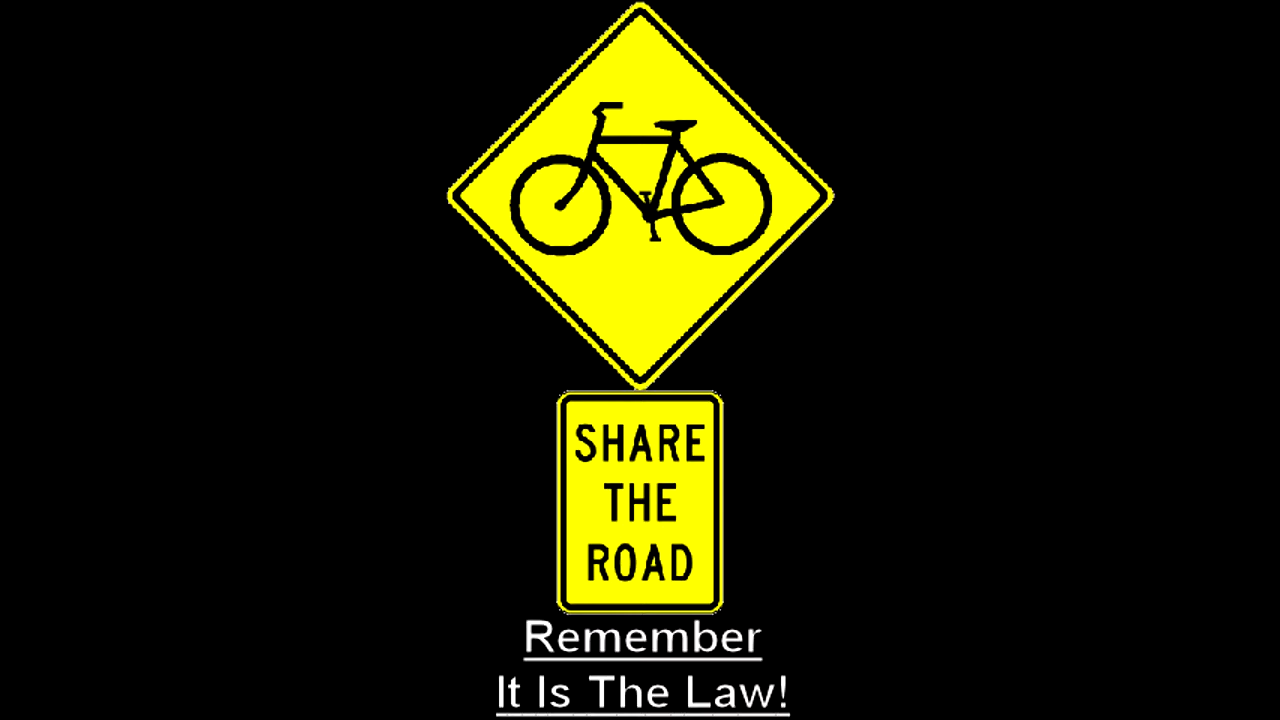 SHARE
THE
ROAD
Remember
It Is The Law!